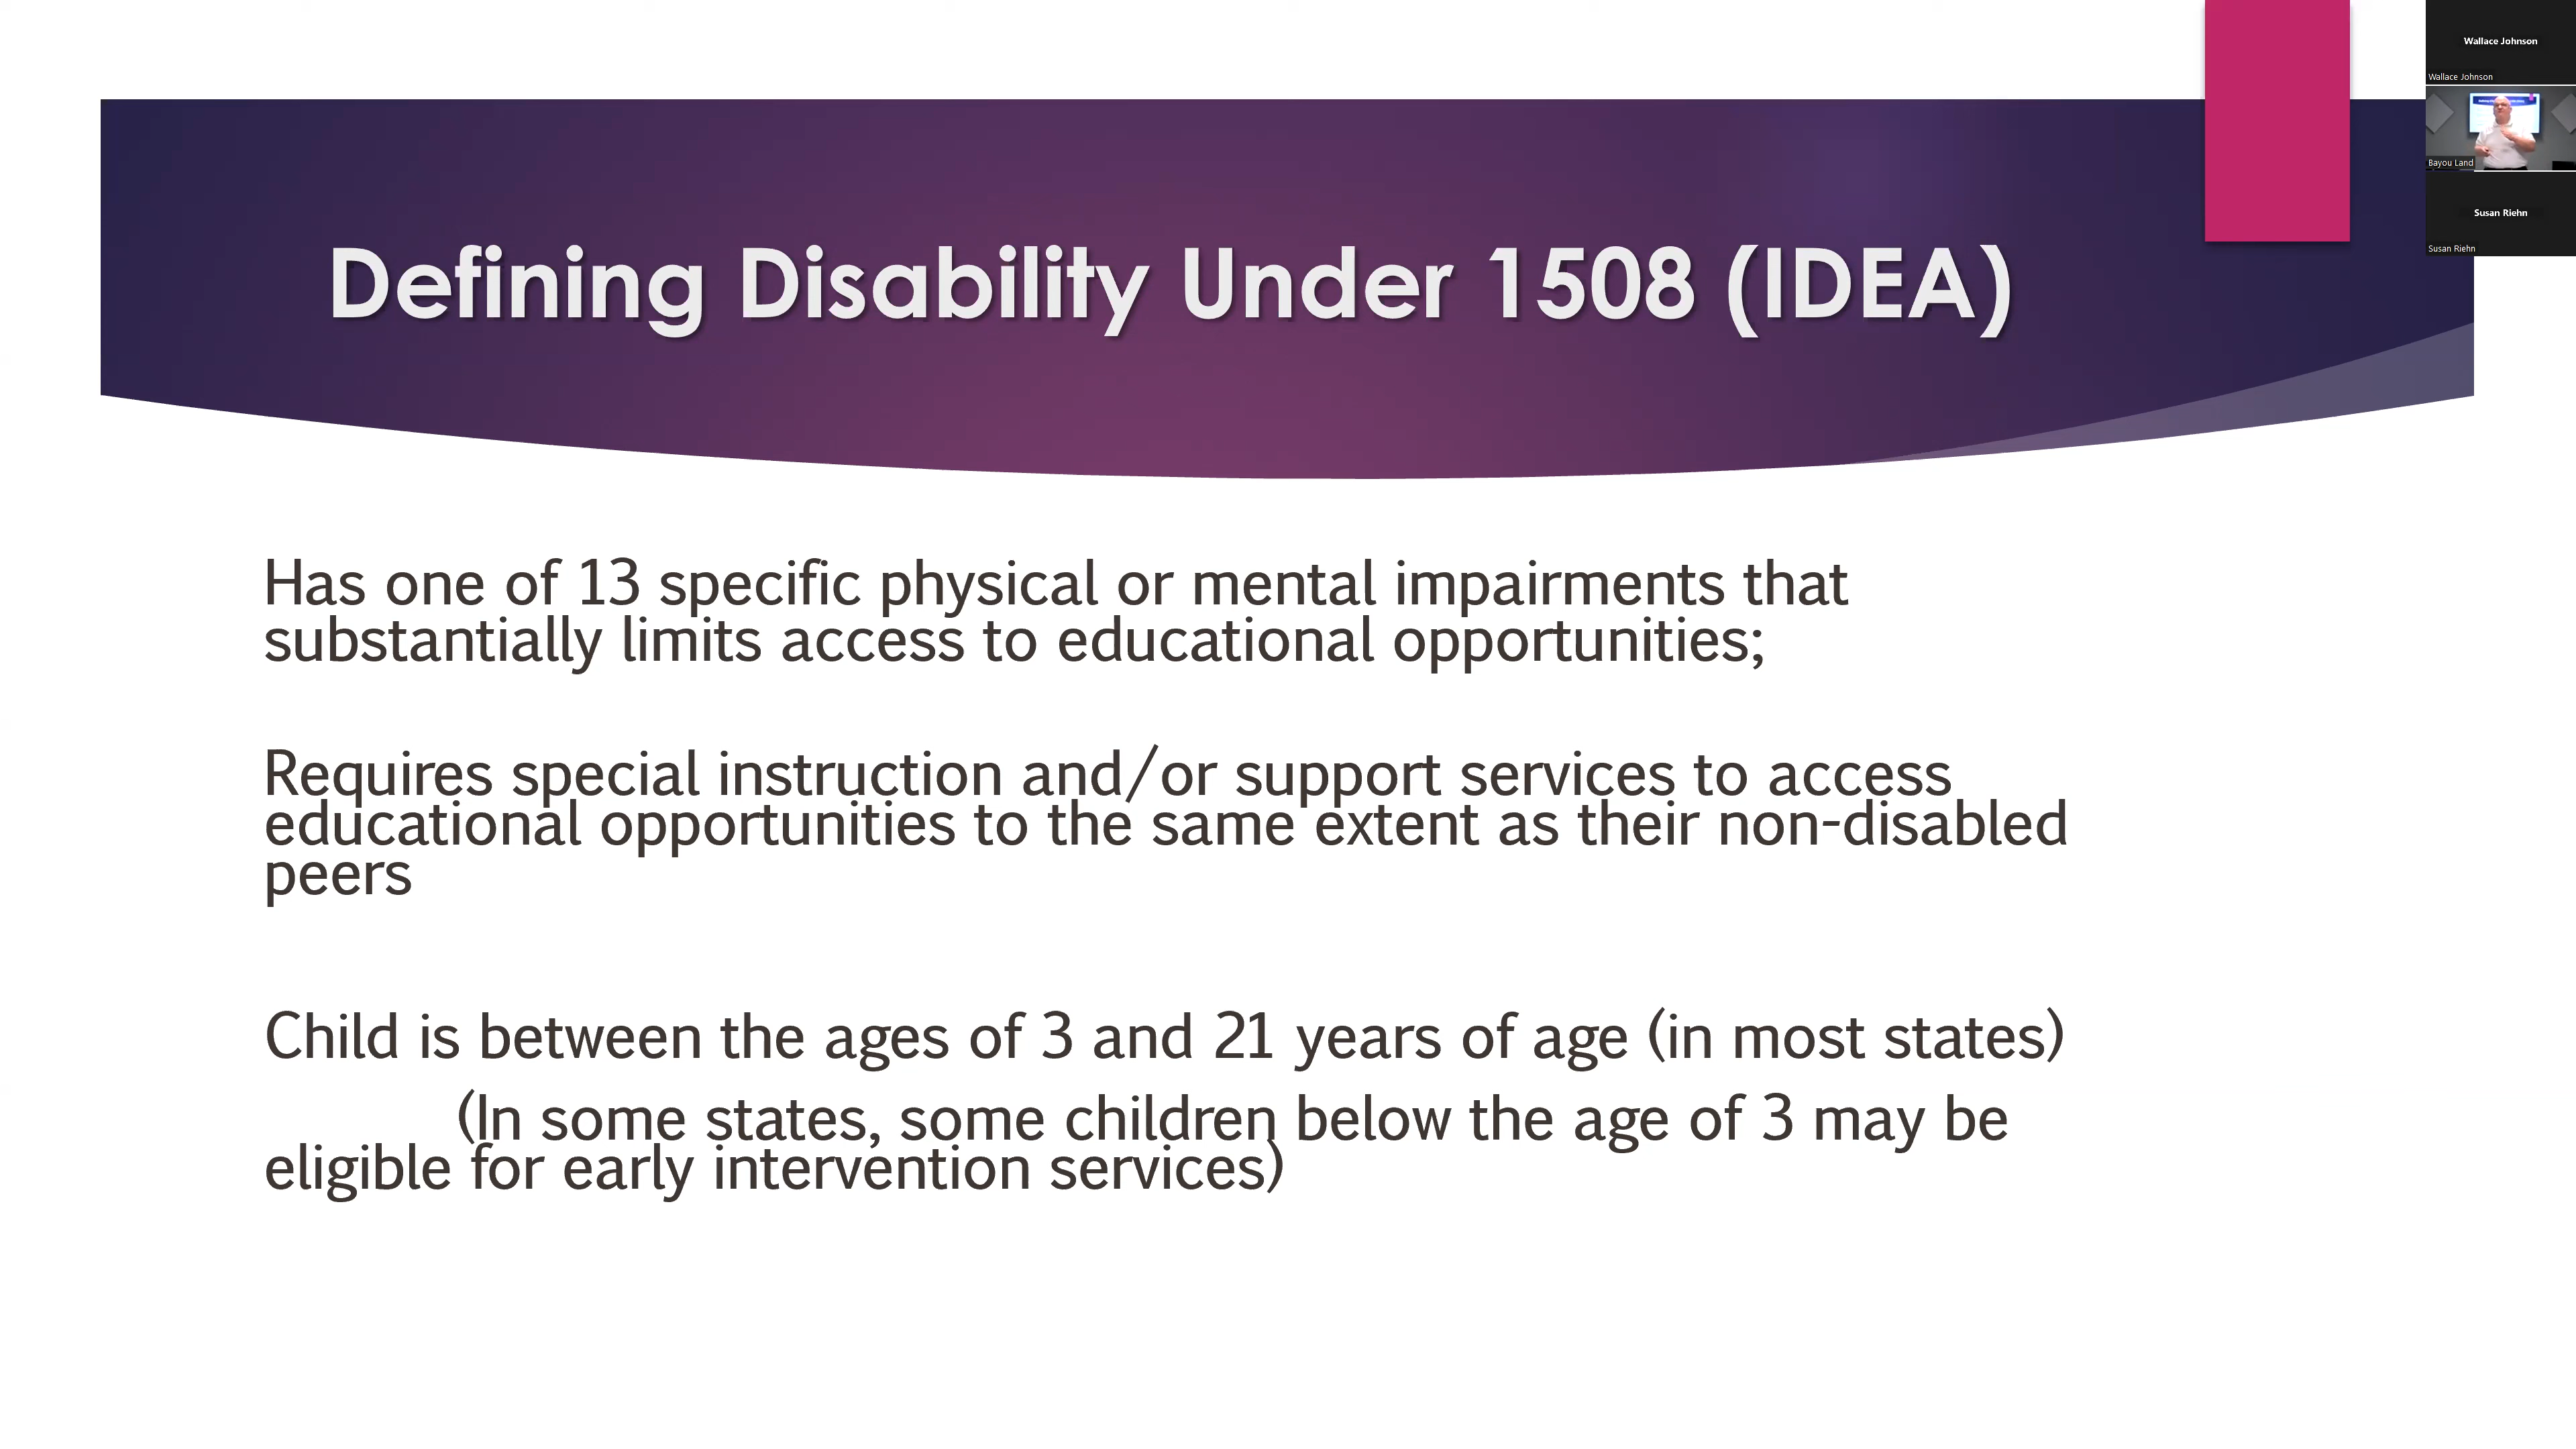 Defining Disability Under 1508 (IDEA)
Has one of 13 specific physical or mental impairments that
substantially limits access to educational opportunities;
Requires special instruction and/or support services to access
educational opportunities to the same extent as their non-disabled
peers
Child is between the ages of 3 and 21 years of age (in most states)
(In some states, some children below the age of 3 may be
eligible for early intervention services)
Wallace Johnson
Wallace Johnson
Bayou Land
Susan Riehn
Susan Riehn